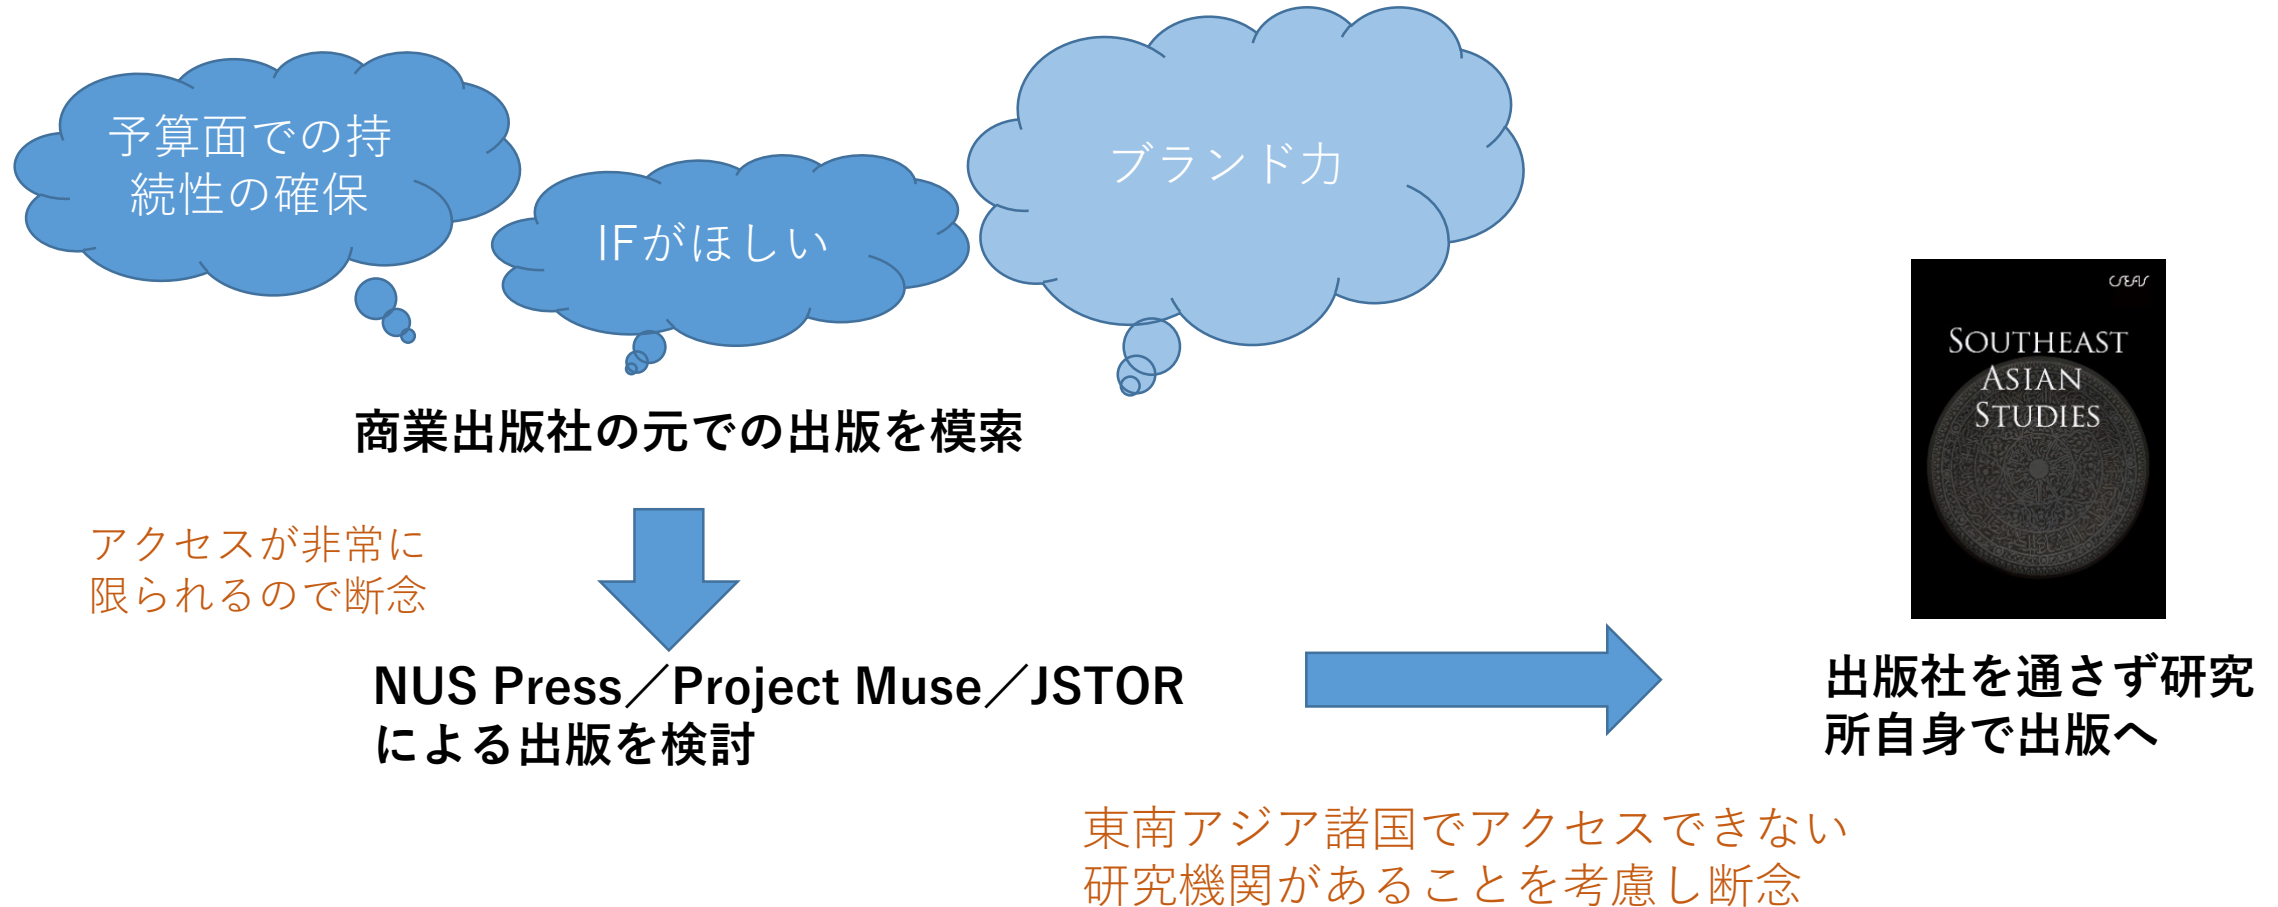 予算面での持
続性の確保
IFがほしい
ブランド力
商業出版社の元での出版を模索
アクセスが非常に
限られるので断念
NUS Press／Project Muse／JSTOR
による出版を検討
CSEAS
SOUTHEAST
ASIAN
STUDIES
出版社を通さず研究
所自身で出版へ
東南アジア諸国でアクセスできない
研究機関があることを考慮し断念